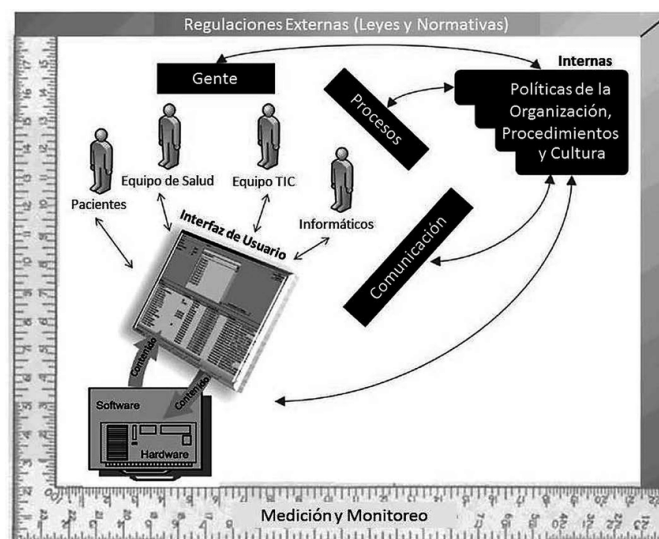 Regulaciones Externas (Leyes y Normativas)
Gente
Internas
Políticas de la
Organización,
Procedimientos
y Cultura
Procesos
Equipo de Salud
Equipo TIC
Pacientes
Informáticos
Interfaz de Usuario
Comunicación
Contenido
Contenido
Software
Hardware
Medición y Monitoreo